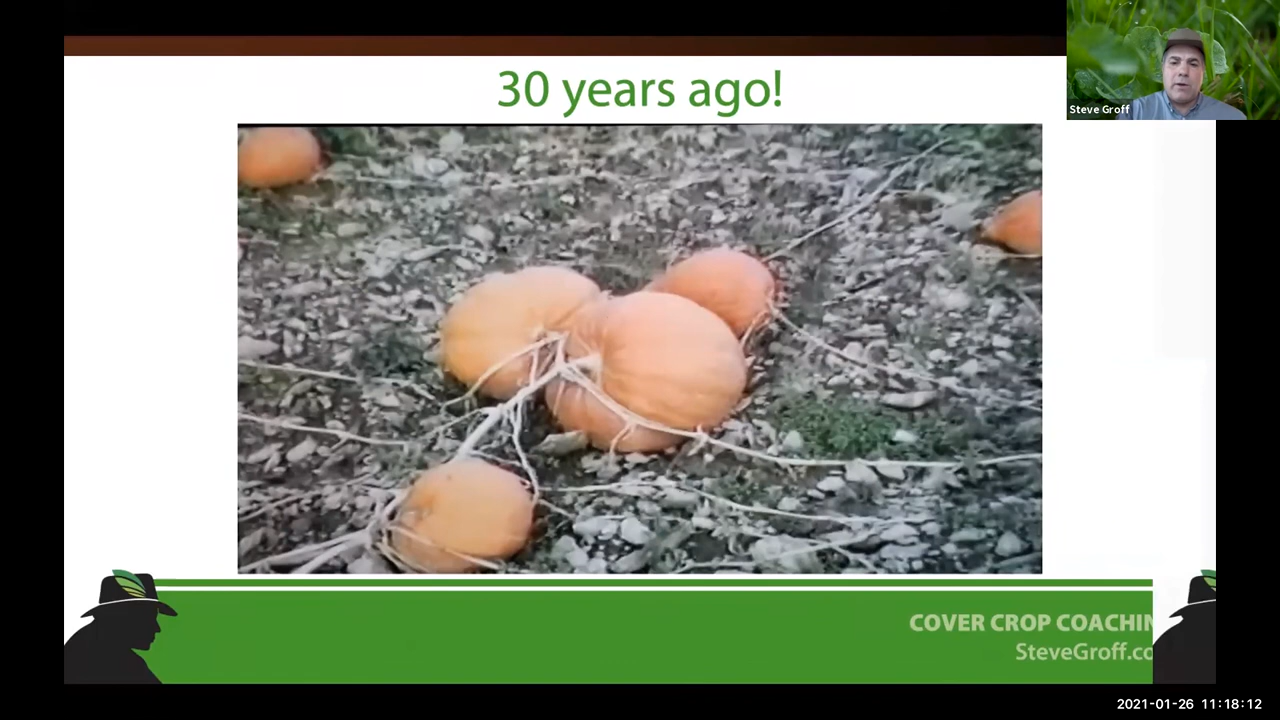 30 years ago!
Steve Groff
COVER CROP COACHIN
SteveGroff.co
2021-01-26 11:18:12